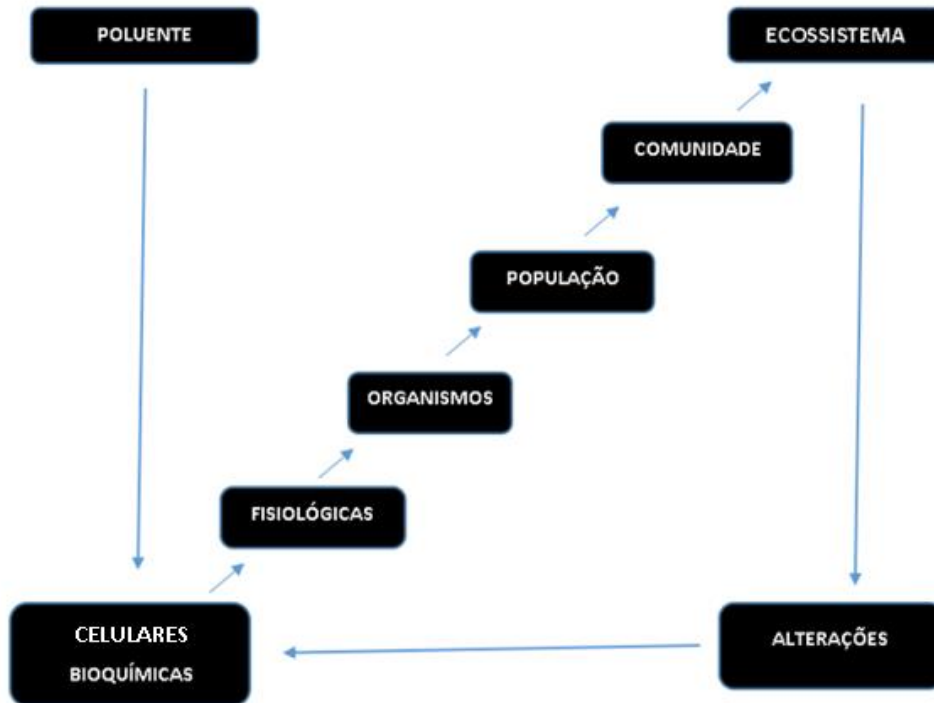 POLUENTE
ECOSSISTEMA
COMUNIDADE
POPULAÇÃO
ORGANISMOS
FISIOLÓGICAS
CELULARES
BIOQUÍMICAS
ALTERAÇÕES